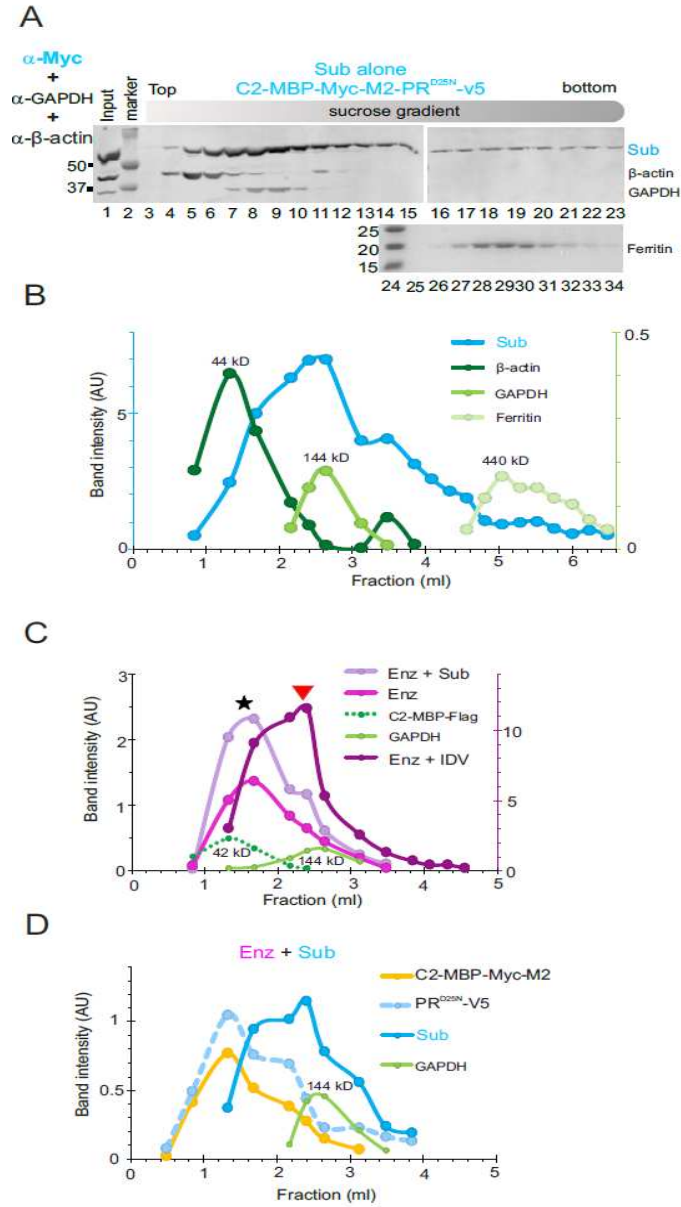 A
α-Myc
+
α-GAPDH
+
α-β-actin
Input
marker
Top
Sub alone
C2-MBP-Myc-M2-PRD25N-v5
bottom
sucrose gradient
50
37
Sub
β-actin
GAPDH
1 2 3 4 5 6 7 8 9 10 11 12 13 14 15 16 17 18 19 20 21 22 23
25
20
15
Ferritin
24 25 26 27 28 29 30 31 32 33 34
B
Band intensity (AU)
5
0
44 kD
144 kD
440 kD
Sub
β-actin
GAPDH
Ferritin
0.5
0
0 1 2 3 4 5 6
Fraction (ml)
C
Band intensity (AU)
3
2
1
0
42 kD
144 kD
Enz + Sub
Enz
C2-MBP-Flag
GAPDH
Enz + IDV
10
5
0
0 1 2 3 4 5
Fraction (ml)
D
Enz + Sub
Band intensity (AU)
1
0.5
0
144 kD
C2-MBP-Myc-M2
PRD25N-V5
Sub
GAPDH
0 1 2 3 4 5
Fraction (ml)